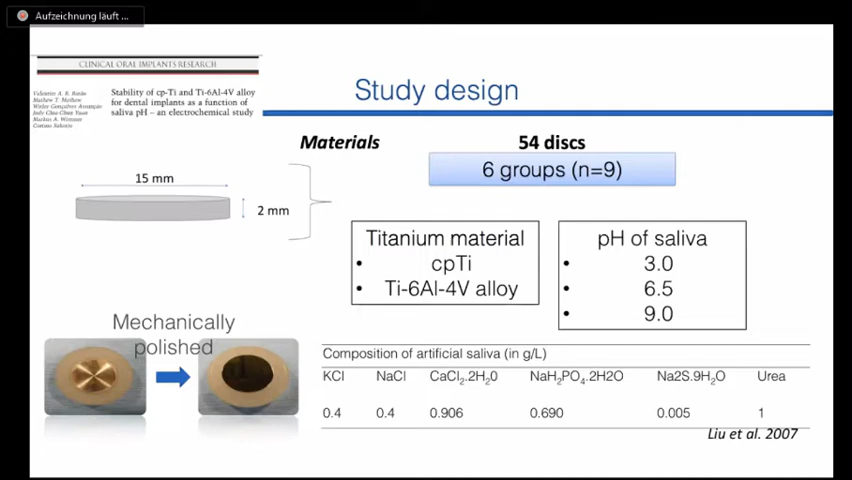 Aufzeichnung läuft ...
CLINICAL ORAL IMPLANTS RESEARCH
Stability of cp-Ti and Ti-6Al-4V alloy
for dental implants as a function of
saliva pH – an electrochemical study
Study design
Materials
54 discs
6 groups (n=9)
15 mm
2 mm
Titanium material
• cpTi
• Ti-6Al-4V alloy
pH of saliva
• 3.0
• 6.5
• 9.0
Mechanically
polished
Composition of artificial saliva (in g/L)
KCl NaCl CaCl2.2H20 NaH2PO4.2H2O Na2S.9H2O Urea
0.4 0.4 0.906 0.690 0.005 1
Liu et al. 2007